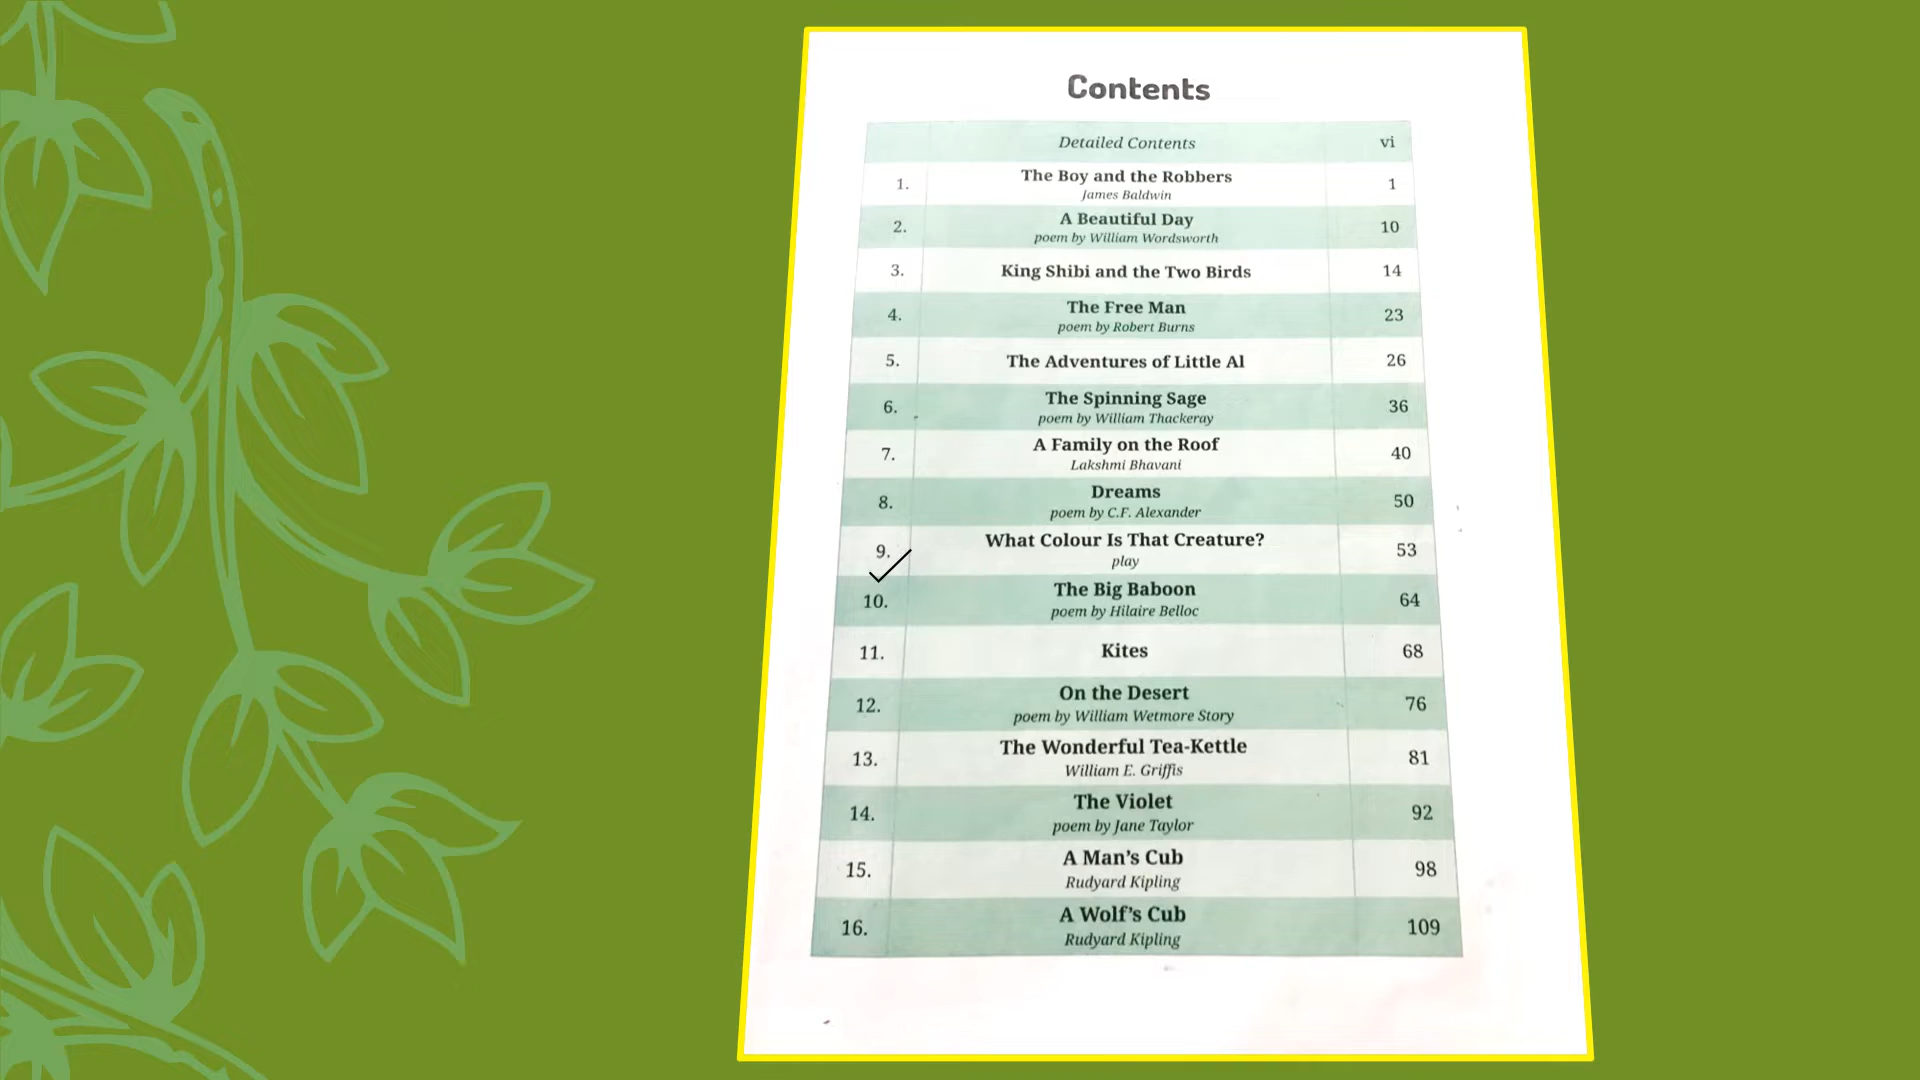 Contents
Detailed Contents vi
1. The Boy and the Robbers 1
James Baldwin
2. A Beautiful Day 10
poem by William Wordsworth
3. King Shibi and the Two Birds 14
4. The Free Man 23
poem by Robert Burns
5. The Adventures of Little Al 26
6. The Spinning Sage 36
poem by William Thackeray
7. A Family on the Roof 40
Lakshmi Bhavani
8. Dreams 50
poem by C.F. Alexander
9. What Colour Is That Creature? 53
play
10. The Big Baboon 64
poem by Hilaire Belloc
11. Kites 68
12. On the Desert 76
poem by William Wetmore Story
13. The Wonderful Tea-Kettle 81
William E. Griffis
14. The Violet 92
poem by Jane Taylor
15. A Man's Cub 98
Rudyard Kipling
16. A Wolf's Cub 109
Rudyard Kipling